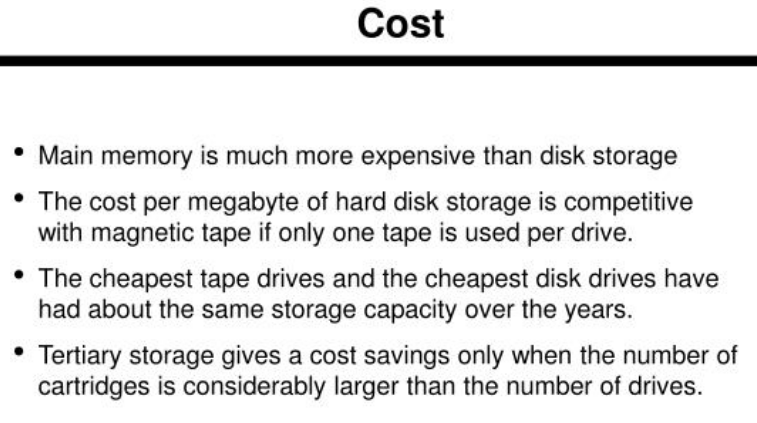 Cost
• Main memory is much more expensive than disk storage
• The cost per megabyte of hard disk storage is competitive
with magnetic tape if only one tape is used per drive.
• The cheapest tape drives and the cheapest disk drives have
had about the same storage capacity over the years.
• Tertiary storage gives a cost savings only when the number of
cartridges is considerably larger than the number of drives.